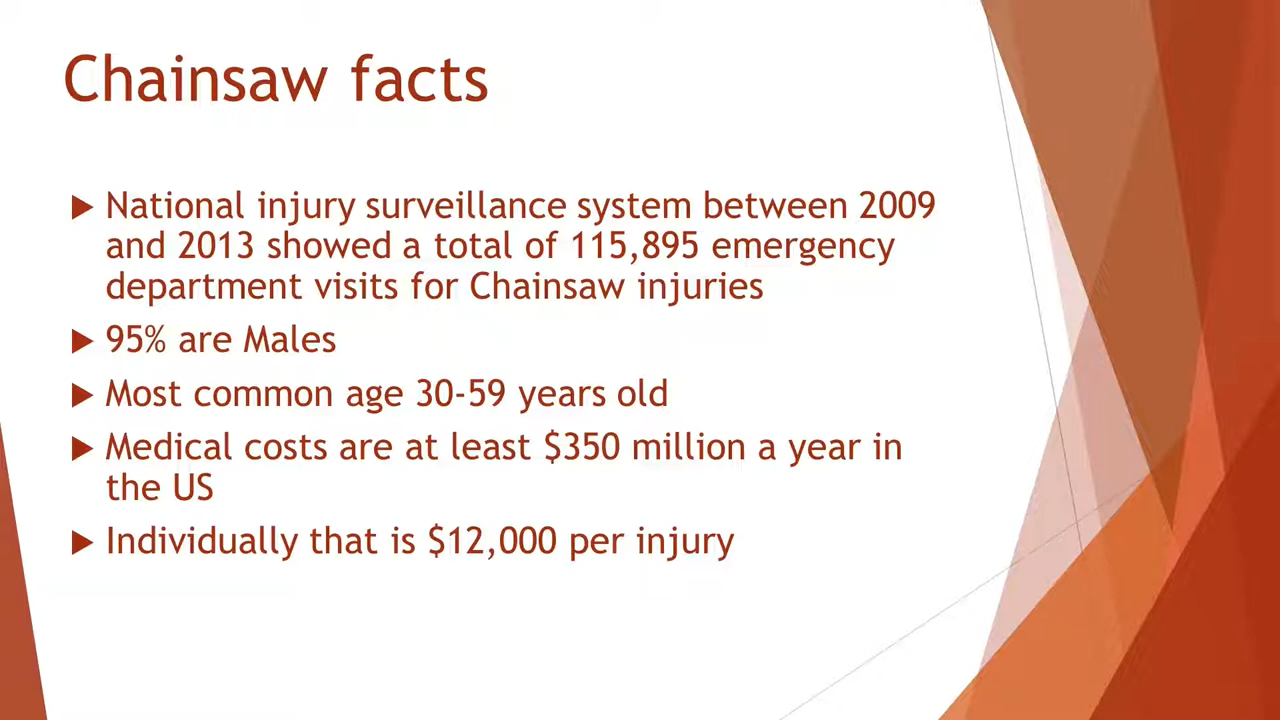 Chainsaw facts
National injury surveillance system between 2009
and 2013 showed a total of 115,895 emergency
department visits for Chainsaw injuries
95% are Males
Most common age 30-59 years old
Medical costs are at least $350 million a year in
the US
Individually that is $12,000 per injury